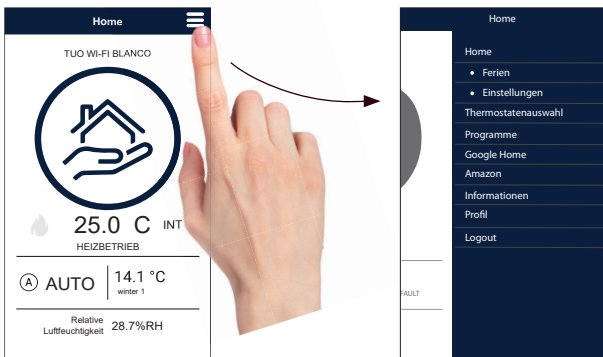 Home
TUO WI-FI BLANCO
25.0 C INT
HEIZBETRIEB
A AUTO
14.1 °C
winter 1
Relative
Luftfeuchtigkeit 28.7%RH
Home
Home
• Ferien
• Einstellungen
Thermostatenauswahl
Programme
Google Home
Amazon
Informationen
Profil
Logout
FAULT